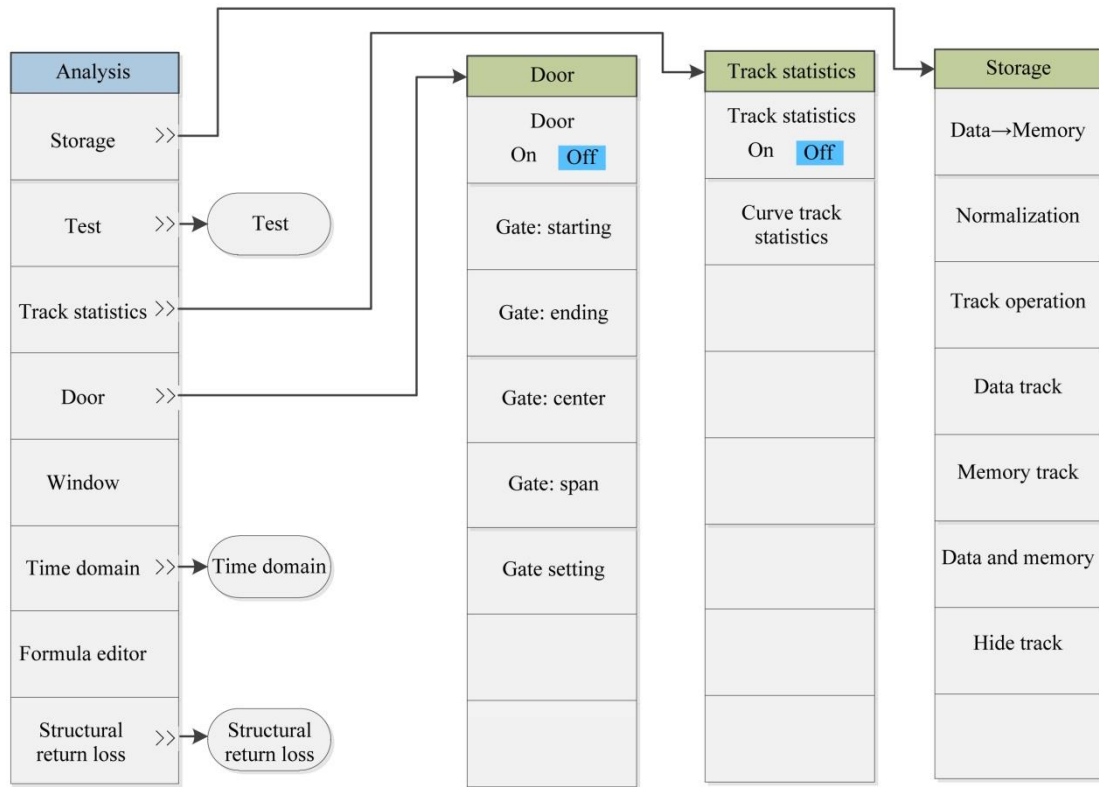 Analysis
Storage >>
Test >>
Test
Track statistics >>
Door >>
Window
Time domain >>
Time domain
Formula editor
Structural
return loss >>
Structural
return loss
Door
Door
On Off
Gate: starting
Gate: ending
Gate: center
Gate: span
Gate setting
Track statistics
Track statistics
On Off
Curve track
statistics
Storage
Data→Memory
Normalization
Track operation
Data track
Memory track
Data and memory
Hide track